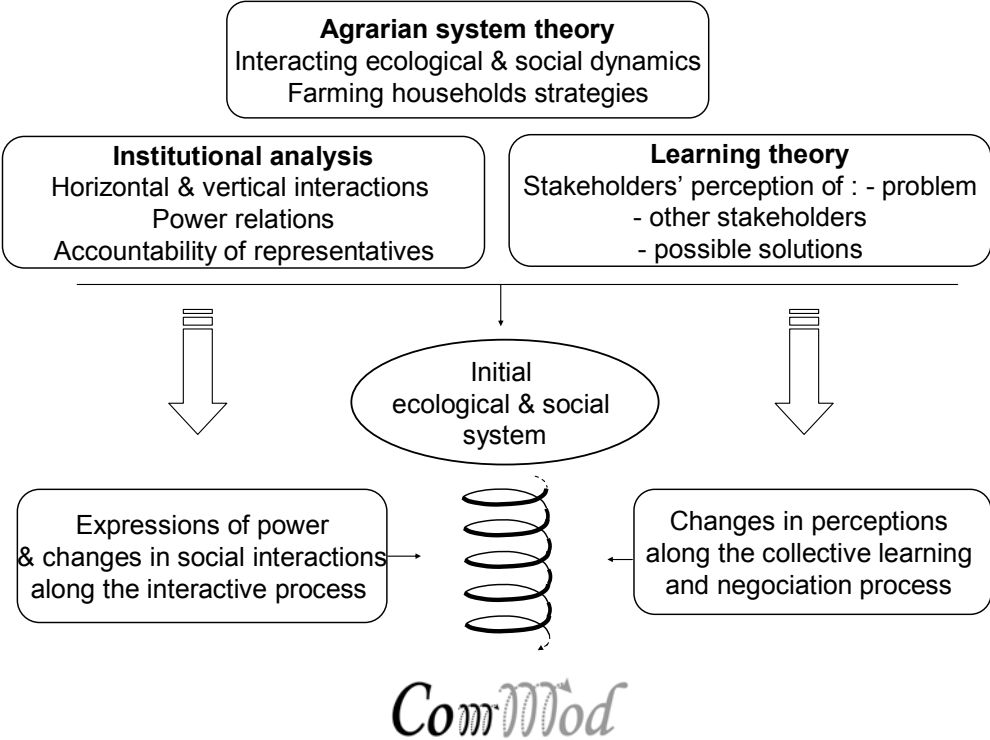 Agrarian system theory
Interacting ecological & social dynamics
Farming households strategies
Institutional analysis
Horizontal & vertical interactions
Power relations
Accountability of representatives
Learning theory
Stakeholders’ perception of : - problem
- other stakeholders
- possible solutions
Initial
ecological & social
system
Expressions of power
& changes in social interactions
along the interactive process
Changes in perceptions
along the collective learning
and negociation process
ComMod